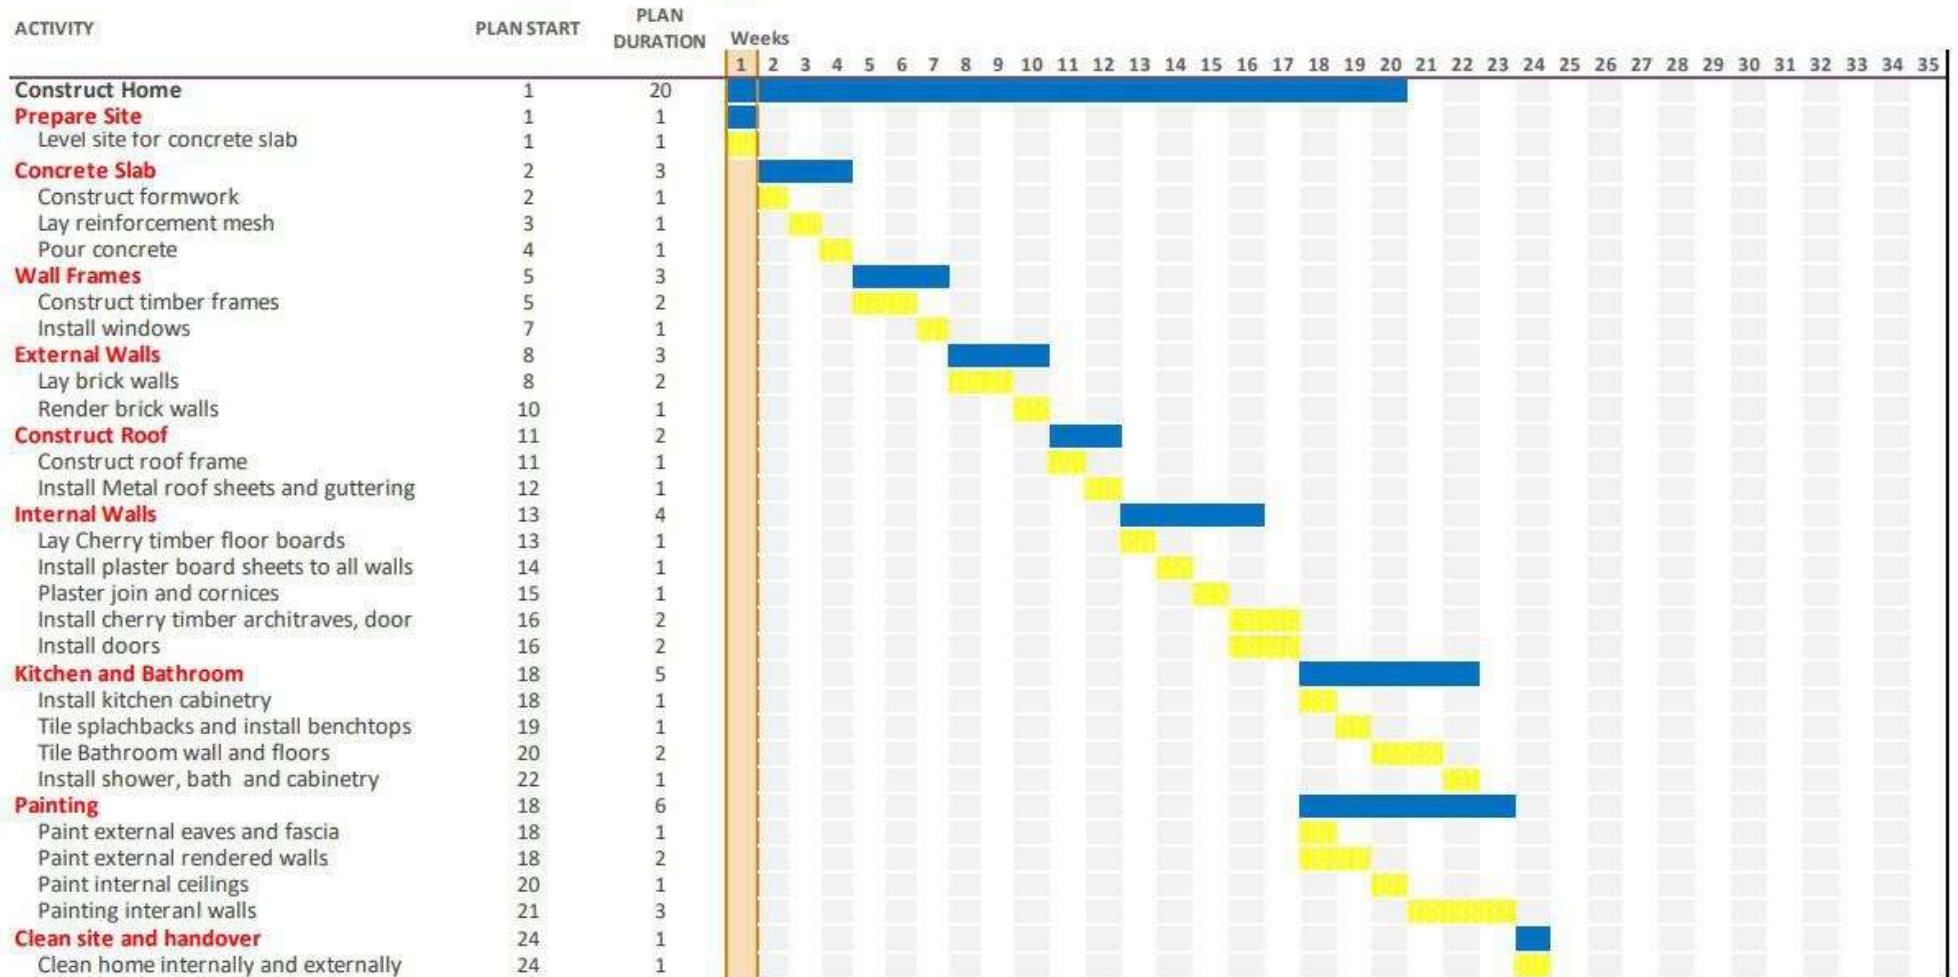 ACTIVITY PLAN START PLAN DURATION Weeks
1 2 3 4 5 6 7 8 9 10 11 12 13 14 15 16 17 18 19 20 21 22 23 24 25 26 27 28 29 30 31 32 33 34 35
Construct Home 1 20
Prepare Site 1 1
Level site for concrete slab 1 1
Concrete Slab 2 3
Construct formwork 2 1
Lay reinforcement mesh 3 1
Pour concrete 4 1
Wall Frames 5 3
Construct timber frames 5 2
Install windows 7 1
External Walls 8 3
Lay brick walls 8 2
Render brick walls 10 1
Construct Roof 11 2
Construct roof frame 11 1
Install Metal roof sheets and guttering 12 1
Internal Walls 13 4
Lay Cherry timber floor boards 13 1
Install plaster board sheets to all walls 14 1
Plaster join and cornices 15 1
Install cherry timber architraves, door 16 2
Install doors 16 2
Kitchen and Bathroom 18 5
Install kitchen cabinetry 18 1
Tile splachbacks and install benchtops 19 1
Tile Bathroom wall and floors 20 2
Install shower, bath and cabinetry 22 1
Painting 18 6
Paint external eaves and fascia 18 1
Paint external rendered walls 18 2
Paint internal ceilings 20 1
Painting interanl walls 21 3
Clean site and handover 24 1
Clean home internally and externally 24 1